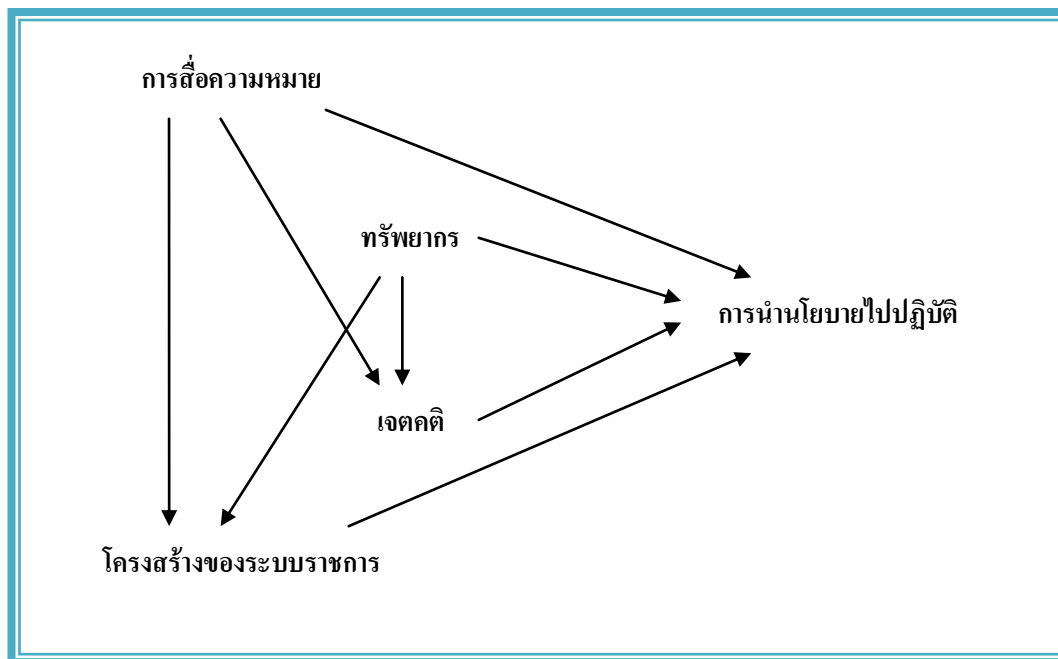 การสื่อความหมาย
ทรัพยากร
การนำนโยบายไปปฏิบัติ
เจตคติ
โครงสร้างของระบบราชการ